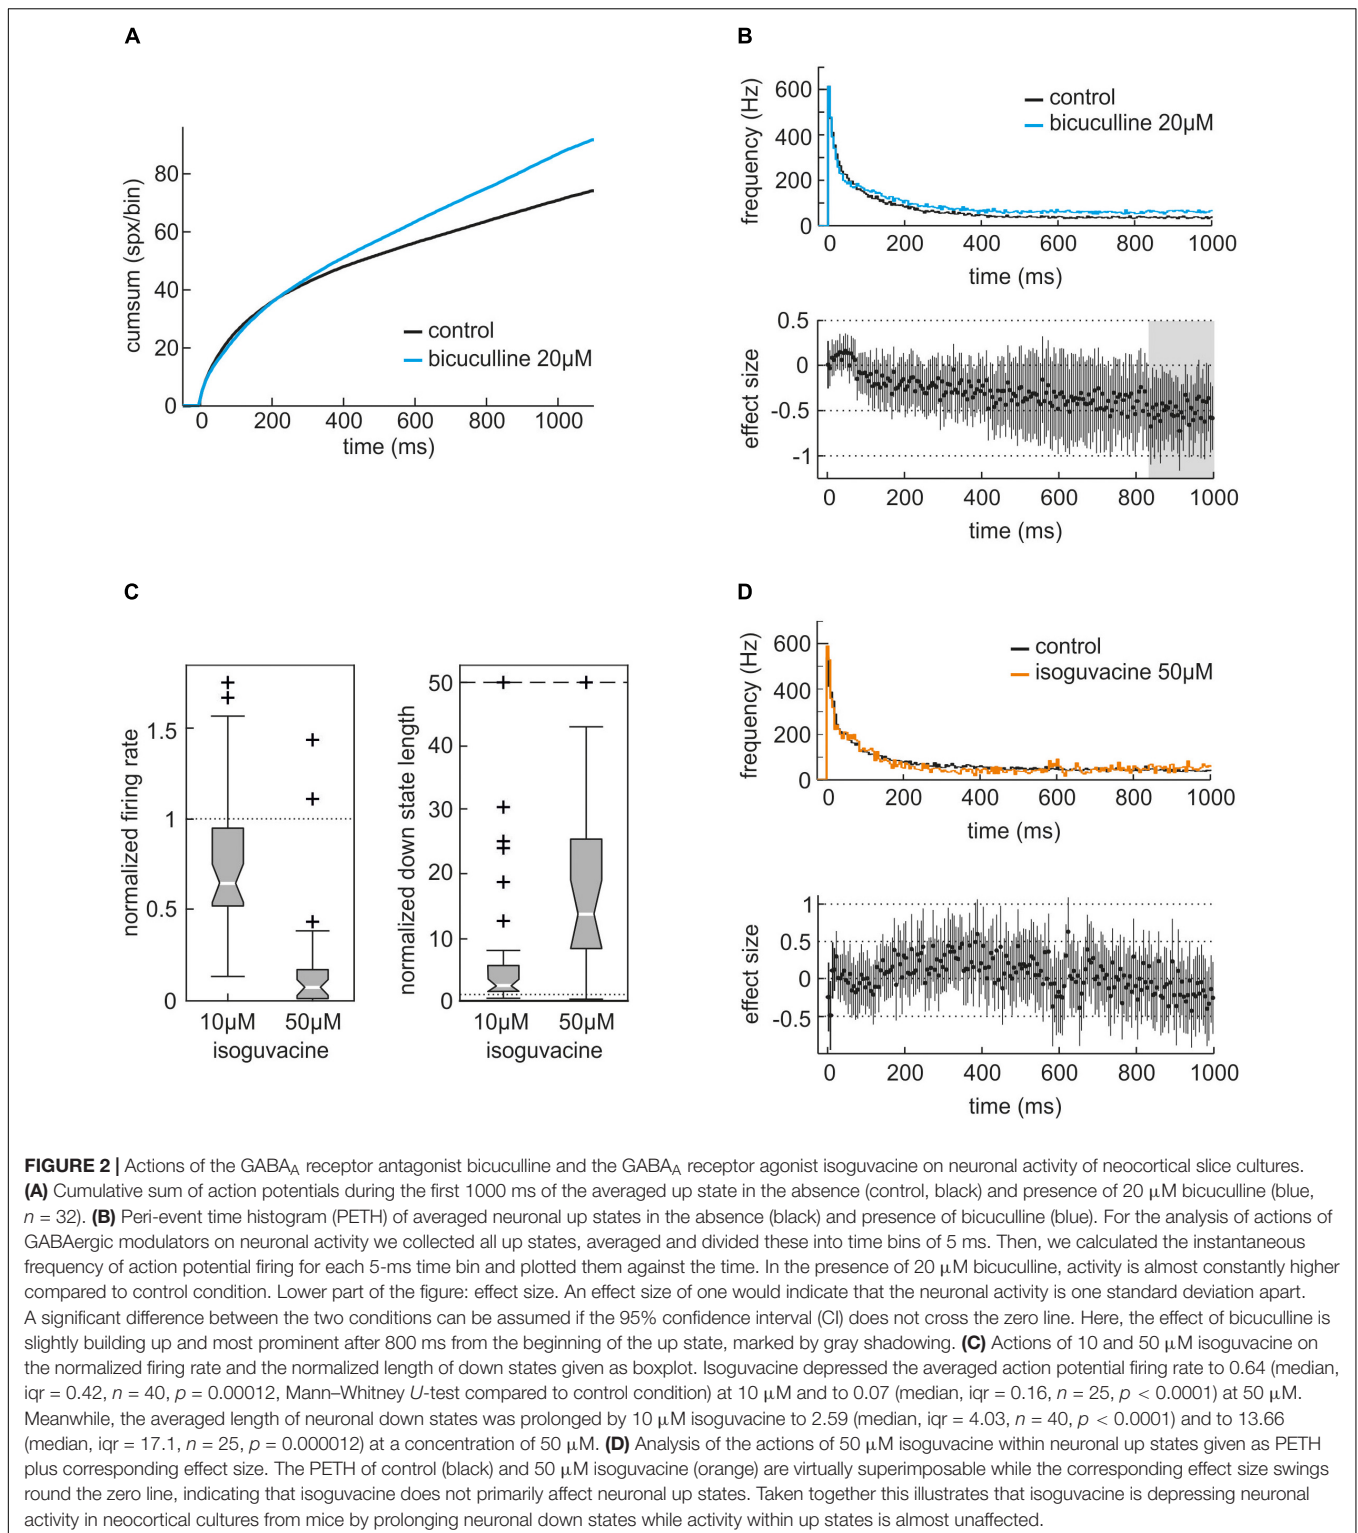 A
80
60
40
20
0
cumsum (spx/bin)
control
bicuculline 20µM
0 200 400 600 800 1000
time (ms)
B
600
400
200
0
frequency (Hz)
control
bicuculline 20µM
0 200 400 600 800 1000
time (ms)
0.5
0
-0.5
-1
effect size
0 200 400 600 800 1000
time (ms)
C
1.5
1
0.5
0
normalized firing rate
10µM 50µM
isoguvacine
50
40
30
20
10
0
normalized down state length
10µM 50µM
isoguvacine
D
600
400
200
0
frequency (Hz)
control
isoguvacine 50µM
0 200 400 600 800 1000
time (ms)
1
0.5
0
-0.5
effect size
0 200 400 600 800 1000
time (ms)
FIGURE 2 | Actions of the GABAA receptor antagonist bicuculline and the GABAA receptor agonist isoguvacine on neuronal activity of neocortical slice cultures.
(A) Cumulative sum of action potentials during the first 1000 ms of the averaged up state in the absence (control, black) and presence of 20 µM bicuculline (blue,
n = 32). (B) Peri-event time histogram (PETH) of averaged neuronal up states in the absence (black) and presence of bicuculline (blue). For the analysis of actions of
GABAergic modulators on neuronal activity we collected all up states, averaged and divided these into time bins of 5 ms. Then, we calculated the instantaneous
frequency of action potential firing for each 5-ms time bin and plotted them against the time. In the presence of 20 µM bicuculline, activity is almost constantly higher
compared to control condition. Lower part of the figure: effect size. An effect size of one would indicate that the neuronal activity is one standard deviation apart.
A significant difference between the two conditions can be assumed if the 95% confidence interval (CI) does not cross the zero line. Here, the effect of bicuculline is
slightly building up and most prominent after 800 ms from the beginning of the up state, marked by gray shadowing. (C) Actions of 10 and 50 µM isoguvacine on
the normalized firing rate and the normalized length of down states given as boxplot. Isoguvacine depressed the averaged action potential firing rate to 0.64 (median,
iqr = 0.42, n = 40, p = 0.00012, Mann–Whitney U-test compared to control condition) at 10 µM and to 0.07 (median, iqr = 0.16, n = 25, p < 0.0001) at 50 µM.
Meanwhile, the averaged length of neuronal down states was prolonged by 10 µM isoguvacine to 2.59 (median, iqr = 4.03, n = 40, p < 0.0001) and to 13.66
(median, iqr = 17.1, n = 25, p = 0.000012) at a concentration of 50 µM. (D) Analysis of the actions of 50 µM isoguvacine within neuronal up states given as PETH
plus corresponding effect size. The PETH of control (black) and 50 µM isoguvacine (orange) are virtually superimposable while the corresponding effect size swings
round the zero line, indicating that isoguvacine does not primarily affect neuronal up states. Taken together this illustrates that isoguvacine is depressing neuronal
activity in neocortical cultures from mice by prolonging neuronal down states while activity within up states is almost unaffected.